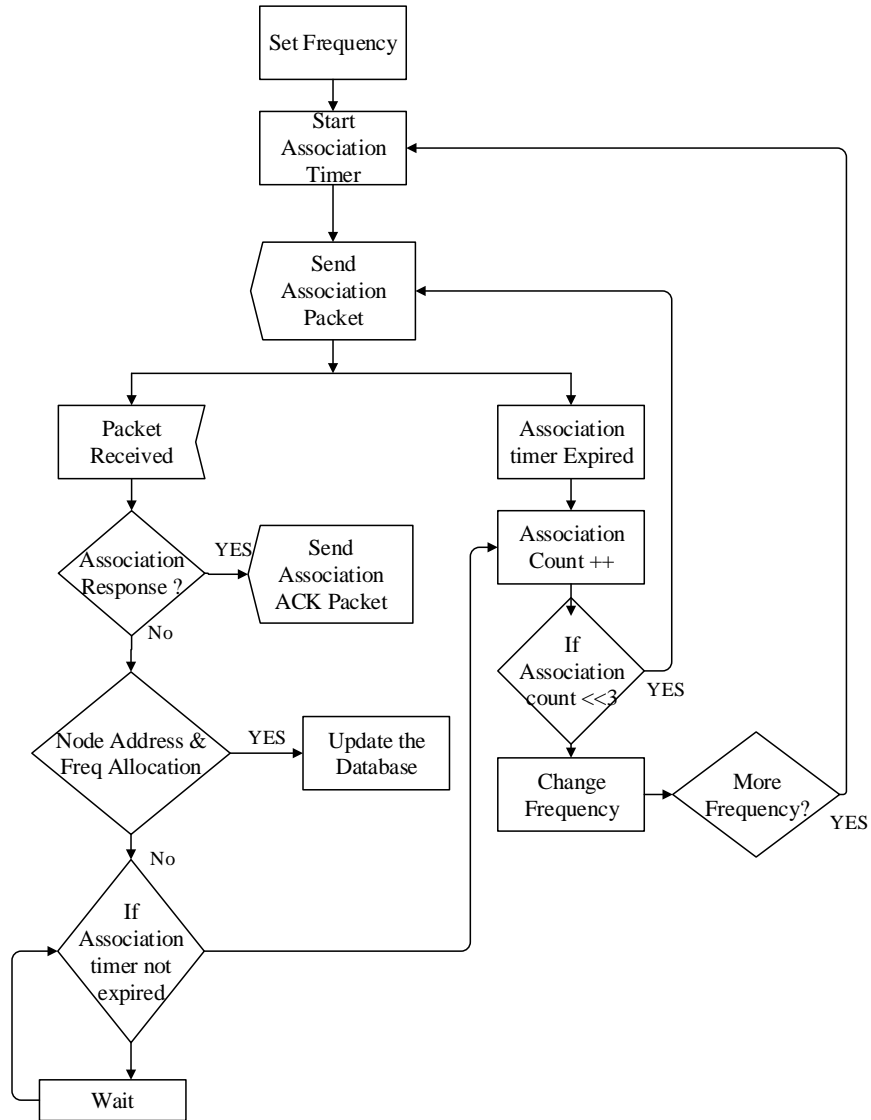 Set Frequency
Start
Association
Timer
Send
Association
Packet
Packet
Received
Association
timer Expired
Association
Response ?
YES
Send
Association
ACK Packet
Association
Count ++
No
If
Association
count <<3
YES
Node Address &
Freq Allocation
YES
Update the
Database
Change
Frequency
More
Frequency?
YES
No
If
Association
timer not
expired
Wait